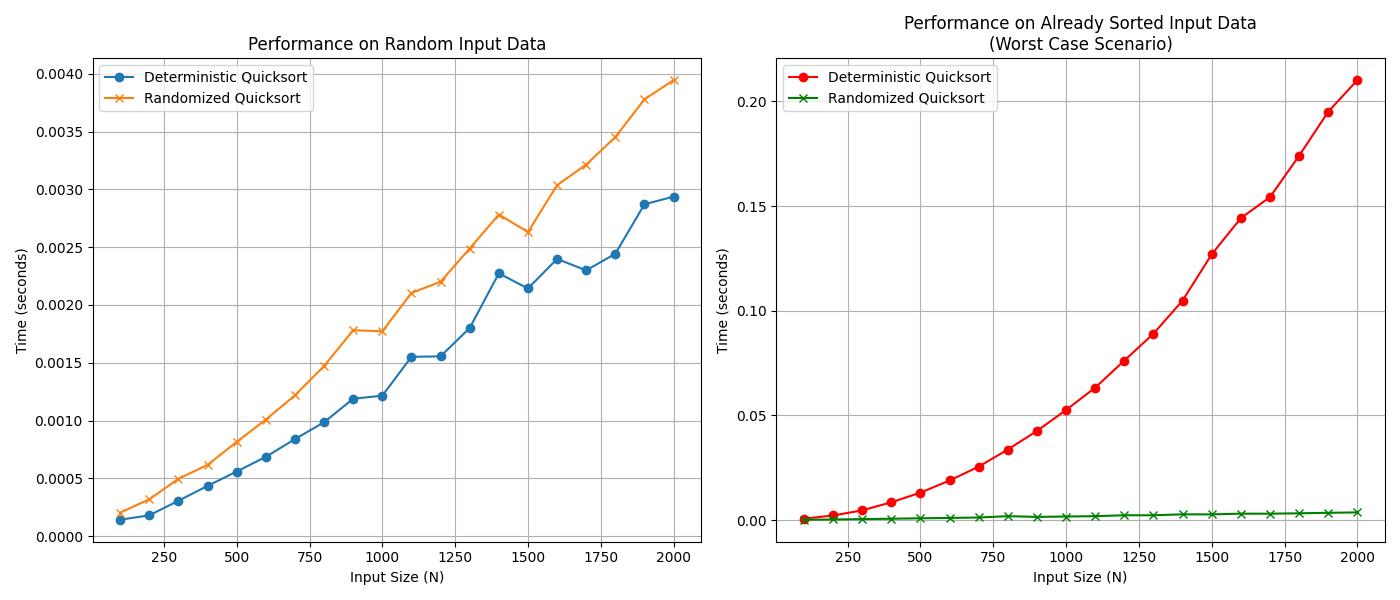 Performance on Random Input Data
Deterministic Quicksort
Randomized Quicksort
0.0040
0.0035
0.0030
0.0025
0.0020
0.0015
0.0010
0.0005
0.0000
Time (seconds)
250 500 750 1000 1250 1500 1750 2000
Input Size (N)
Performance on Already Sorted Input Data
(Worst Case Scenario)
Deterministic Quicksort
Randomized Quicksort
0.20
0.15
0.10
0.05
0.00
Time (seconds)
250 500 750 1000 1250 1500 1750 2000
Input Size (N)